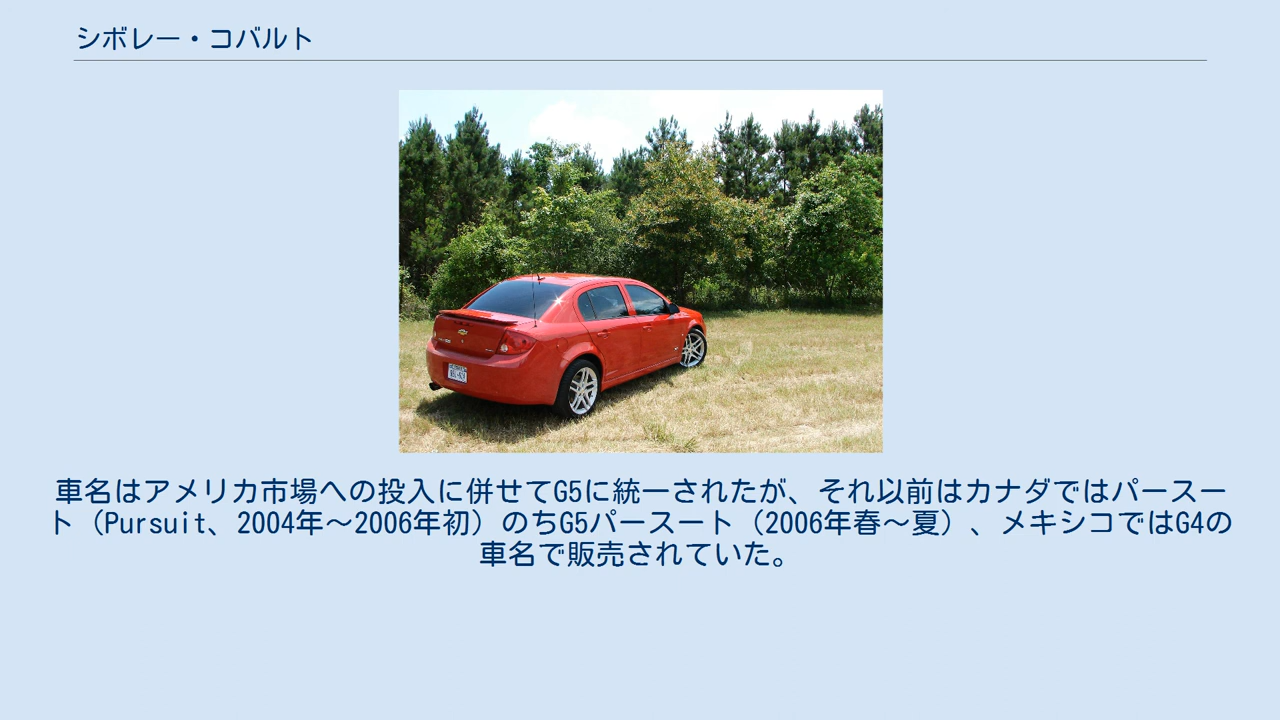 シボレー・コバルト
車名はアメリカ市場への投入に併せてG5に統一されたが、それ以前はカナダではパースー
ト（Pursuit、2004年～2006年初）のちG5パースート（2006年春～夏）、メキシコではG4の
車名で販売されていた。